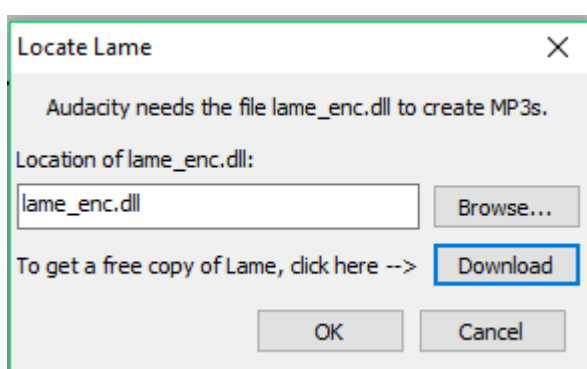 Locate Lame
Audacity needs the file lame_enc.dll to create MP3s.
Location of lame_enc.dll:
lame_enc.dll
Browse...
To get a free copy of Lame, click here -->
Download
OK
Cancel